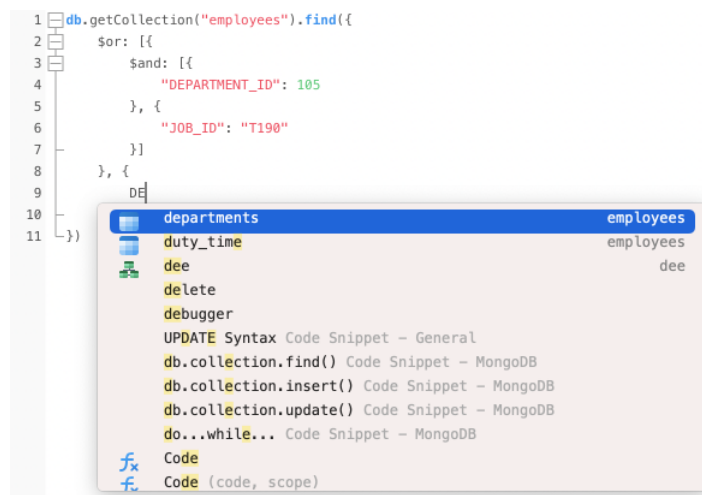 1 db.getCollection("employees").find({
2 $or: [{
3 $and: [{
4 "DEPARTMENT_ID": 105
5 }, {
6 "JOB_ID": "T190"
7 }]
8 }, {
9 DE
10
11 })
departments employees
duty_time employees
dee dee
delete
debugger
UPDATE Syntax Code Snippet – General
db.collection.find() Code Snippet – MongoDB
db.collection.insert() Code Snippet – MongoDB
db.collection.update() Code Snippet – MongoDB
do...while... Code Snippet – MongoDB
fx Code
Code (code, scope)